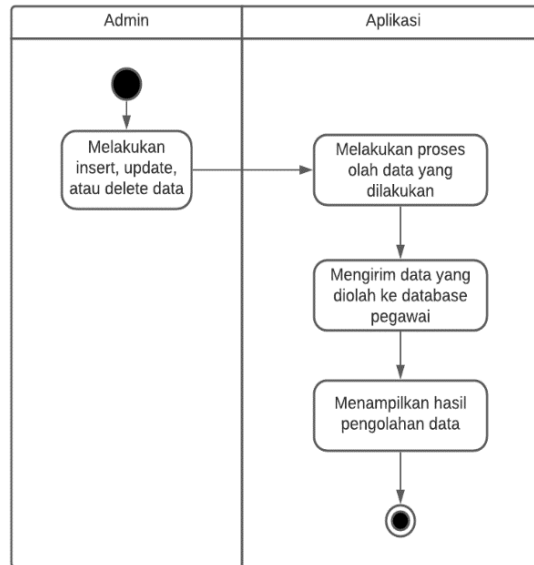 Admin
Aplikasi
Melakukan
insert, update,
atau delete data
Melakukan proses
olah data yang
dilakukan
Mengirim data yang
diolah ke database
pegawai
Menampilkan hasil
pengolahan data